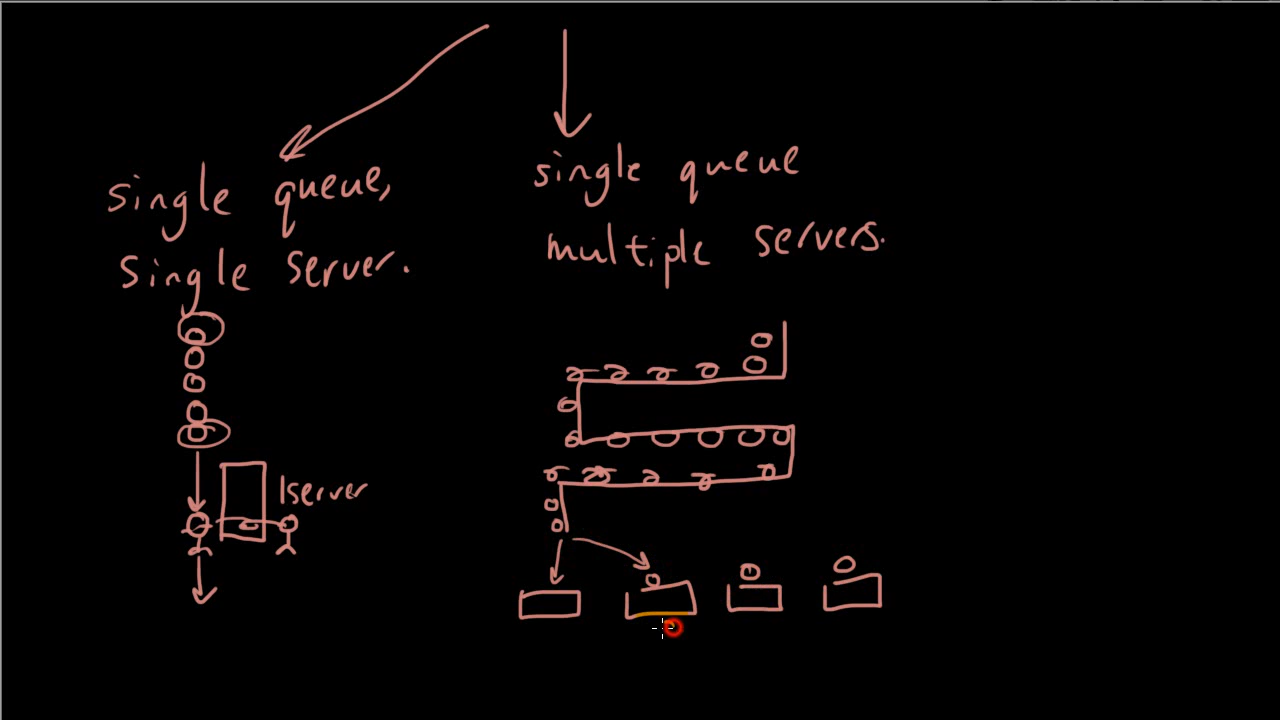 single queue,
single server.
single queue
multiple servers.
1server